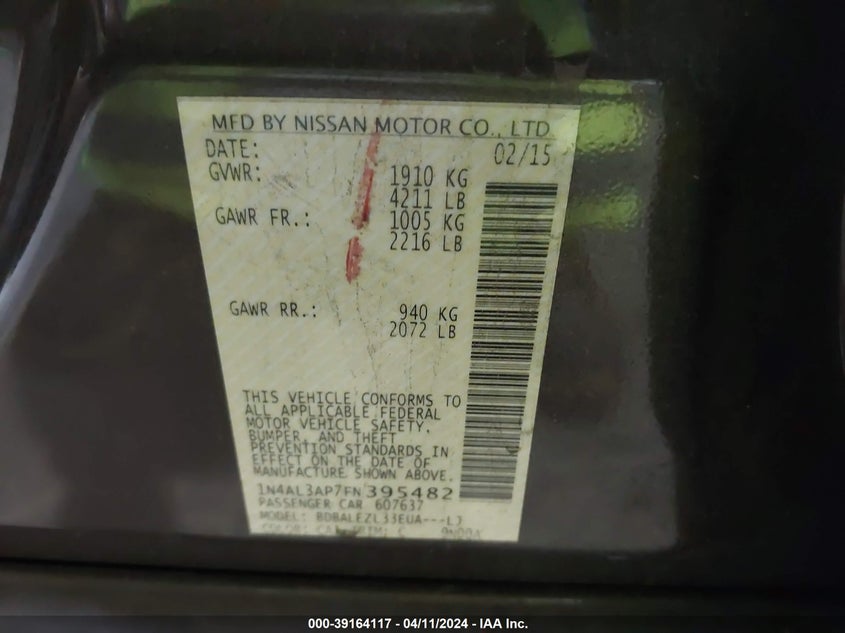 MFD BY NISSAN MOTOR CO., LTD
DATE: 02/15
GVWR: 1910 KG
4211 LB
GAWR FR.: 1005 KG
2216 LB
GAWR RR.: 940 KG
2072 LB
THIS VEHICLE CONFORMS TO
ALL APPLICABLE FEDERAL
MOTOR VEHICLE SAFETY,
BUMPER, AND THEFT
PREVENTION STANDARDS IN
EFFECT ON THE DATE OF
MANUFACTURE SHOWN ABOVE.
1N4AL3AP7FN395482
PASSENGER CAR 607637
MODEL: BDBALEZL33EUA---LJ
COLOR:
000-39164117 - 04/11/2024 - IAA Inc.